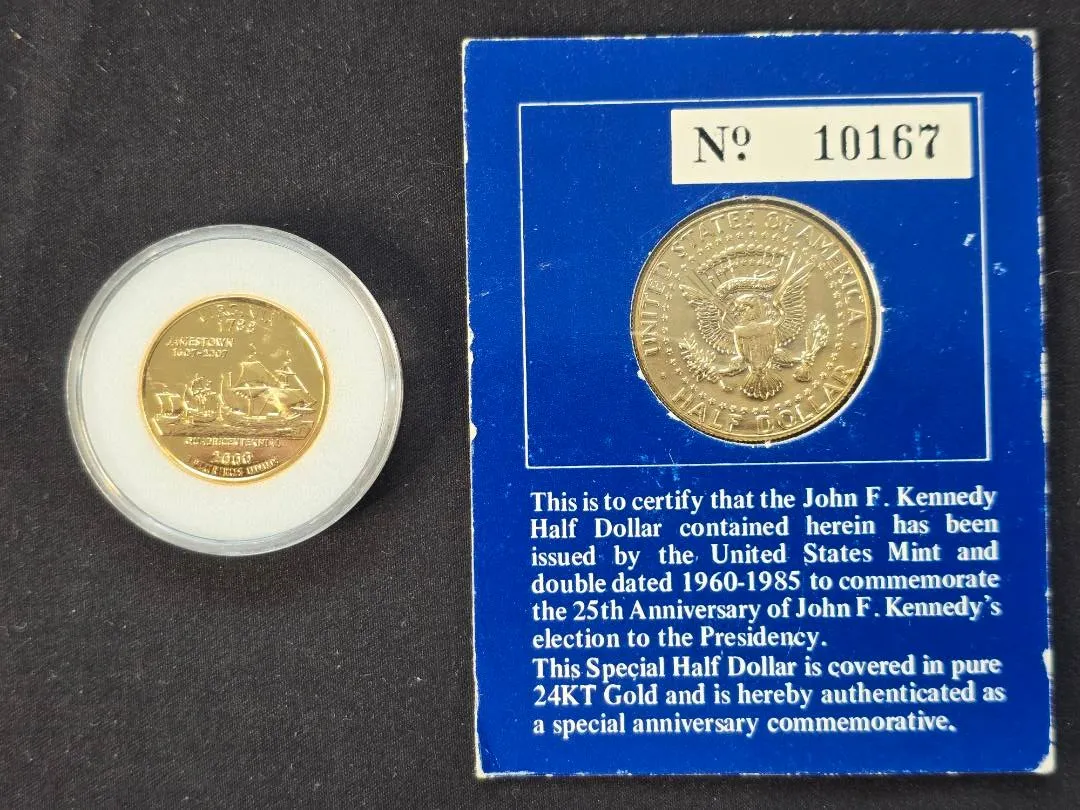 VIRGINIA
1788
JAMESTOWN
1607-2007
QUADRICENTENNIAL
2000
E PLURIBUS UNUM
Nº 10167
UNITED STATES OF AMERICA
HALF DOLLAR
This is to certify that the John F. Kennedy
Half Dollar contained herein has been
issued by the United States Mint and
double dated 1960-1985 to commemorate
the 25th Anniversary of John F. Kennedy's
election to the Presidency.
This Special Half Dollar is covered in pure
24KT Gold and is hereby authenticated as
a special anniversary commemorative.